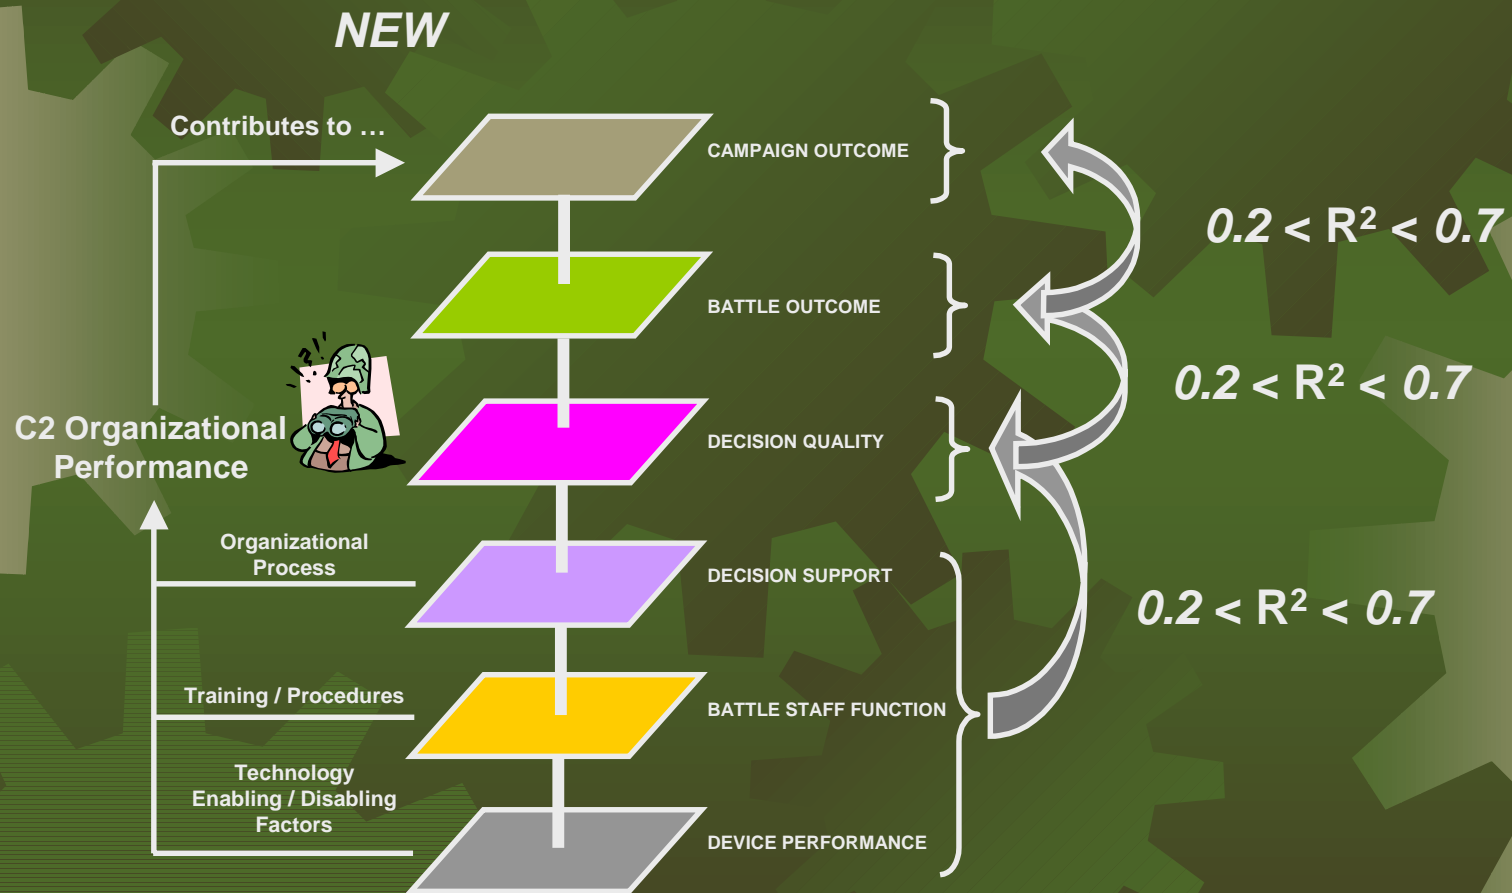 NEW
Contributes to …
CAMPAIGN OUTCOME
0.2 < R² < 0.7
BATTLE OUTCOME
?!!
0.2 < R² < 0.7
C2 Organizational
Performance
DECISION QUALITY
Organizational
Process
DECISION SUPPORT
0.2 < R² < 0.7
Training / Procedures
BATTLE STAFF FUNCTION
Technology
Enabling / Disabling
Factors
DEVICE PERFORMANCE